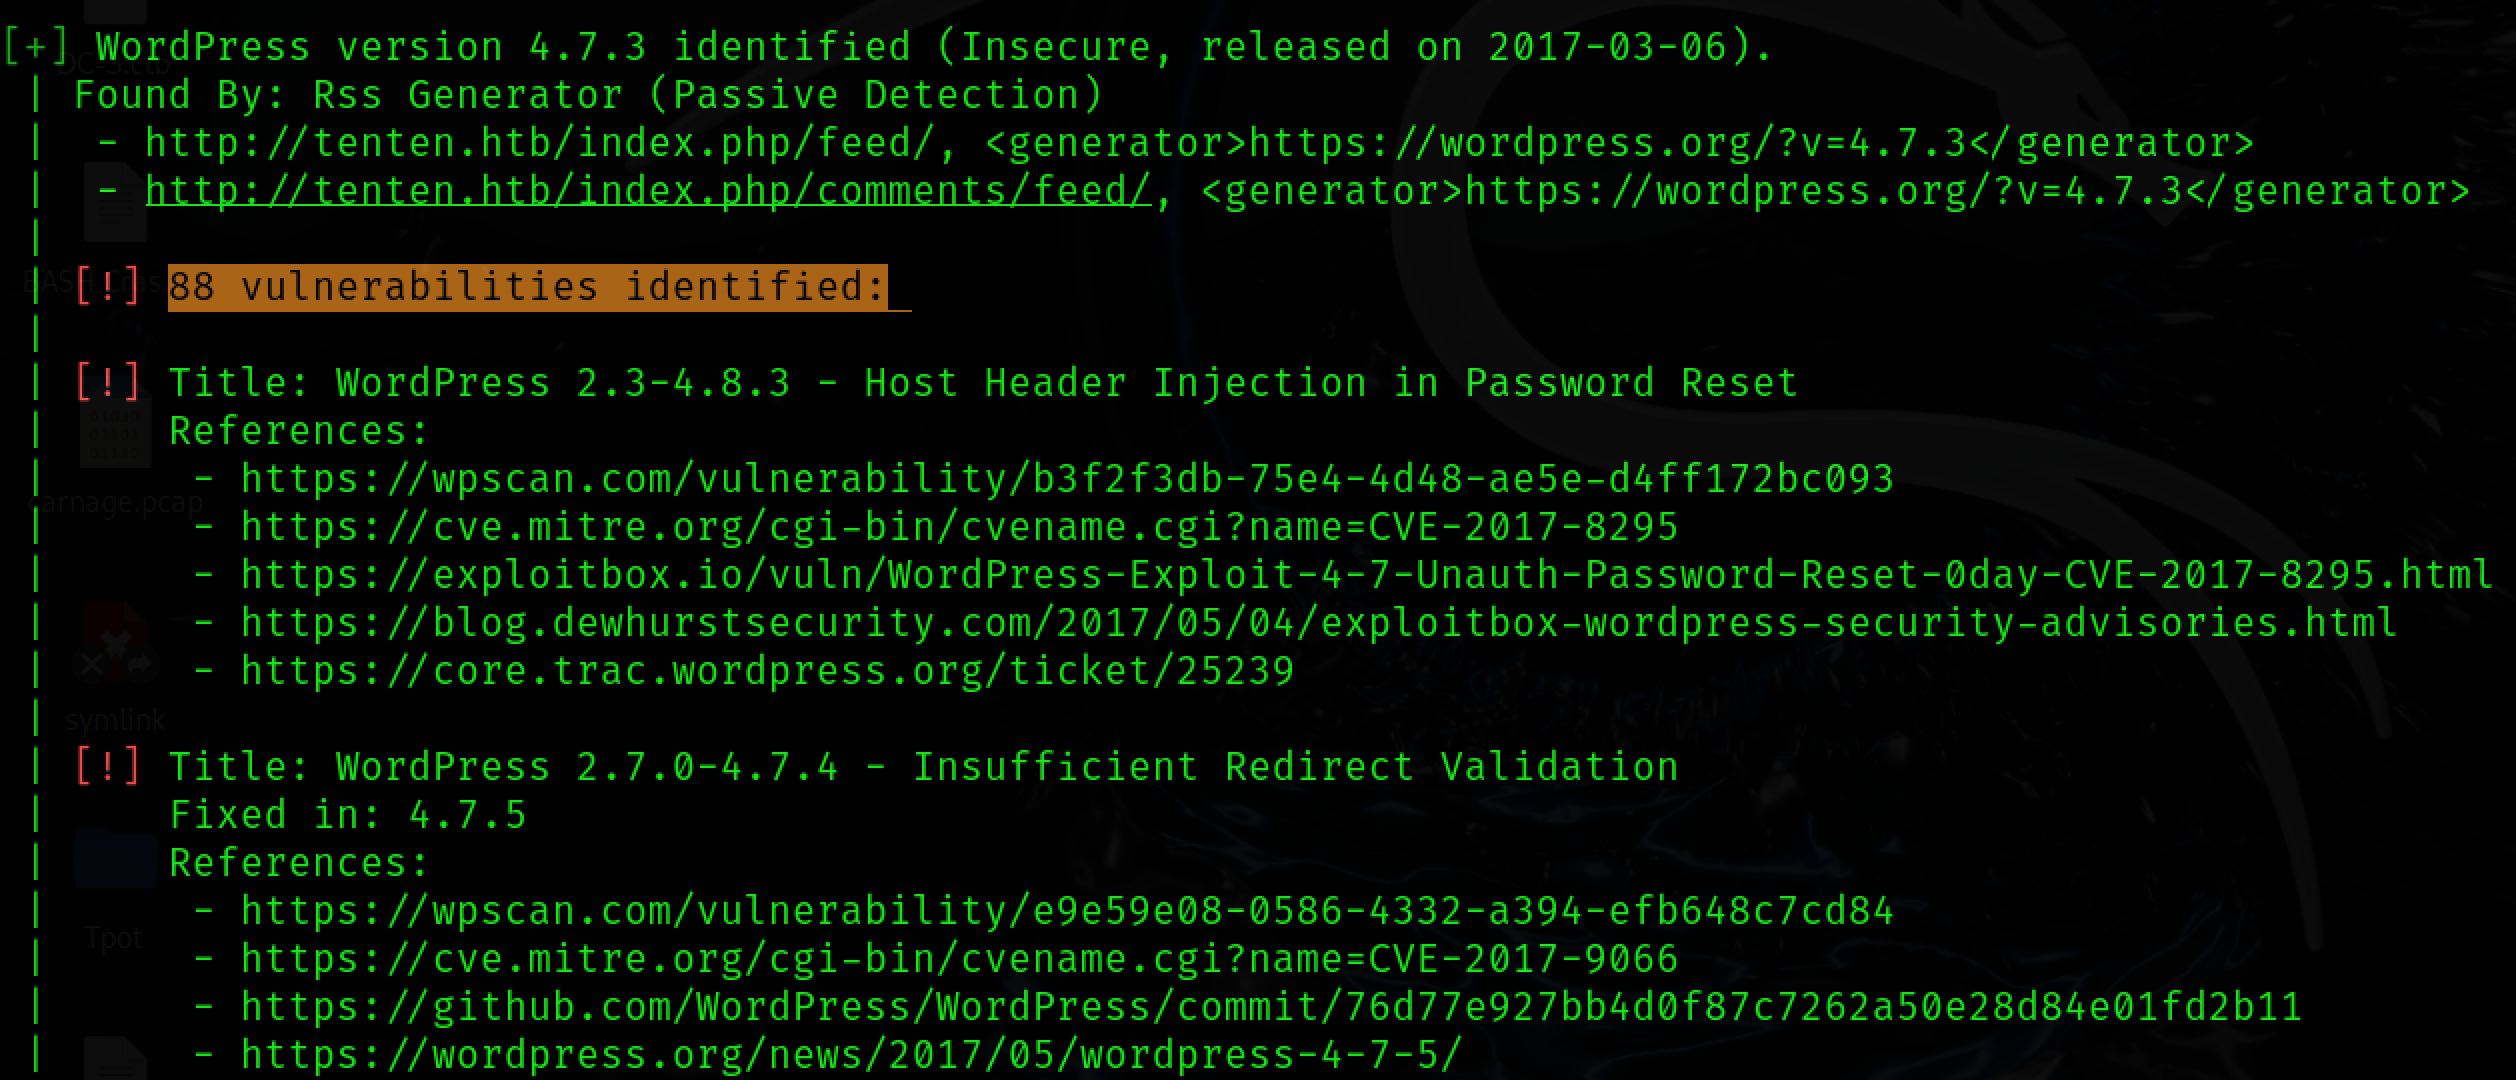 [+] WordPress version 4.7.3 identified (Insecure, released on 2017-03-06).
| Found By: Rss Generator (Passive Detection)
|  - http://tenten.htb/index.php/feed/, <generator>https://wordpress.org/?v=4.7.3</generator>
|  - http://tenten.htb/index.php/comments/feed/, <generator>https://wordpress.org/?v=4.7.3</generator>
|
| [!] 88 vulnerabilities identified:
|
| [!] Title: WordPress 2.3-4.8.3 - Host Header Injection in Password Reset
|     References:
|      - https://wpscan.com/vulnerability/b3f2f3db-75e4-4d48-ae5e-d4ff172bc093
|      - https://cve.mitre.org/cgi-bin/cvename.cgi?name=CVE-2017-8295
|      - https://exploitbox.io/vuln/WordPress-Exploit-4-7-Unauth-Password-Reset-0day-CVE-2017-8295.html
|      - https://blog.dewhurstsecurity.com/2017/05/04/exploitbox-wordpress-security-advisories.html
|      - https://core.trac.wordpress.org/ticket/25239
|
| [!] Title: WordPress 2.7.0-4.7.4 - Insufficient Redirect Validation
|     Fixed in: 4.7.5
|     References:
|      - https://wpscan.com/vulnerability/e9e59e08-0586-4332-a394-efb648c7cd84
|      - https://cve.mitre.org/cgi-bin/cvename.cgi?name=CVE-2017-9066
|      - https://github.com/WordPress/WordPress/commit/76d77e927bb4d0f87c7262a50e28d84e01fd2b11
|      - https://wordpress.org/news/2017/05/wordpress-4-7-5/
carnage.pcap
symlink
Tpot